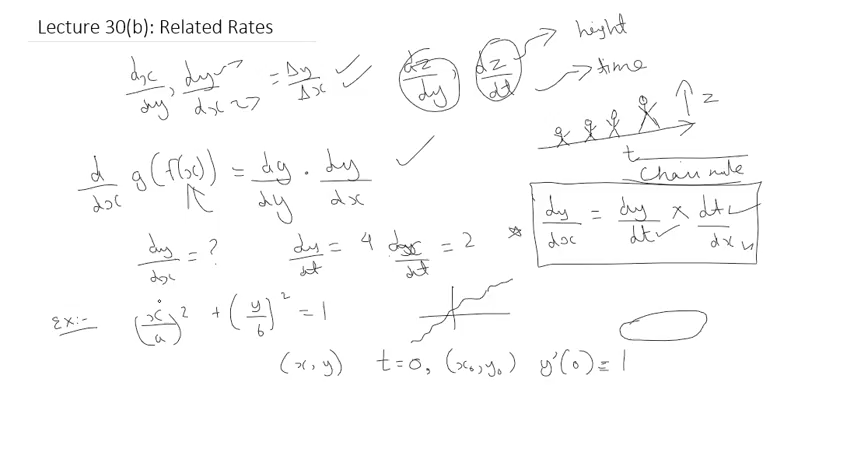 Lecture 30(b): Related Rates
dx/dy, dy/dx = Δy/Δx ✓✓ dz/dy, dz/dt height
time
z
t
d/dx g(f(x)) = dg/dy · dy/dx ✓
Chain rule
* dy/dx = dy/dt × dt/dx
dy/dx = ? dy/dt = 4 dx/dt = 2
Ex:- (x/a)² + (y/b)² = 1
(x, y) t=0, (x₀, y₀) y'(0) = 1